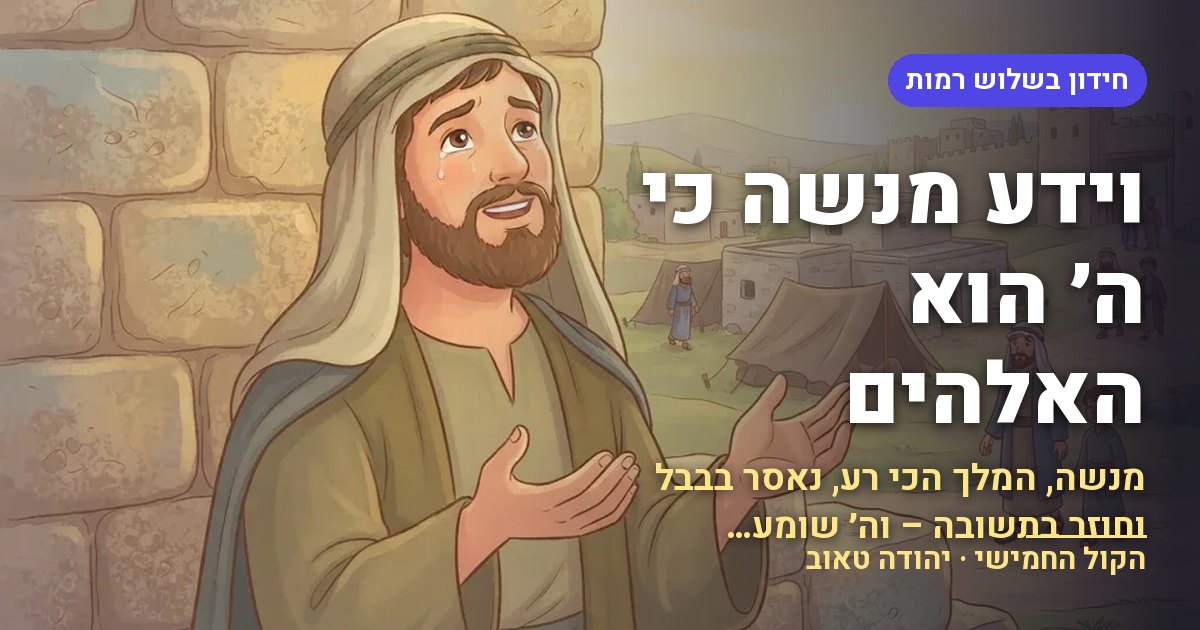 חידון בשלוש רמות
וידע מנשה כי
ה׳ הוא
האלהים
מנשה, המלך הכי רע, נאסר בבבל
וחוזר בתשובה – וה׳ שומע...
הקול החמישי · יהודה טאוב